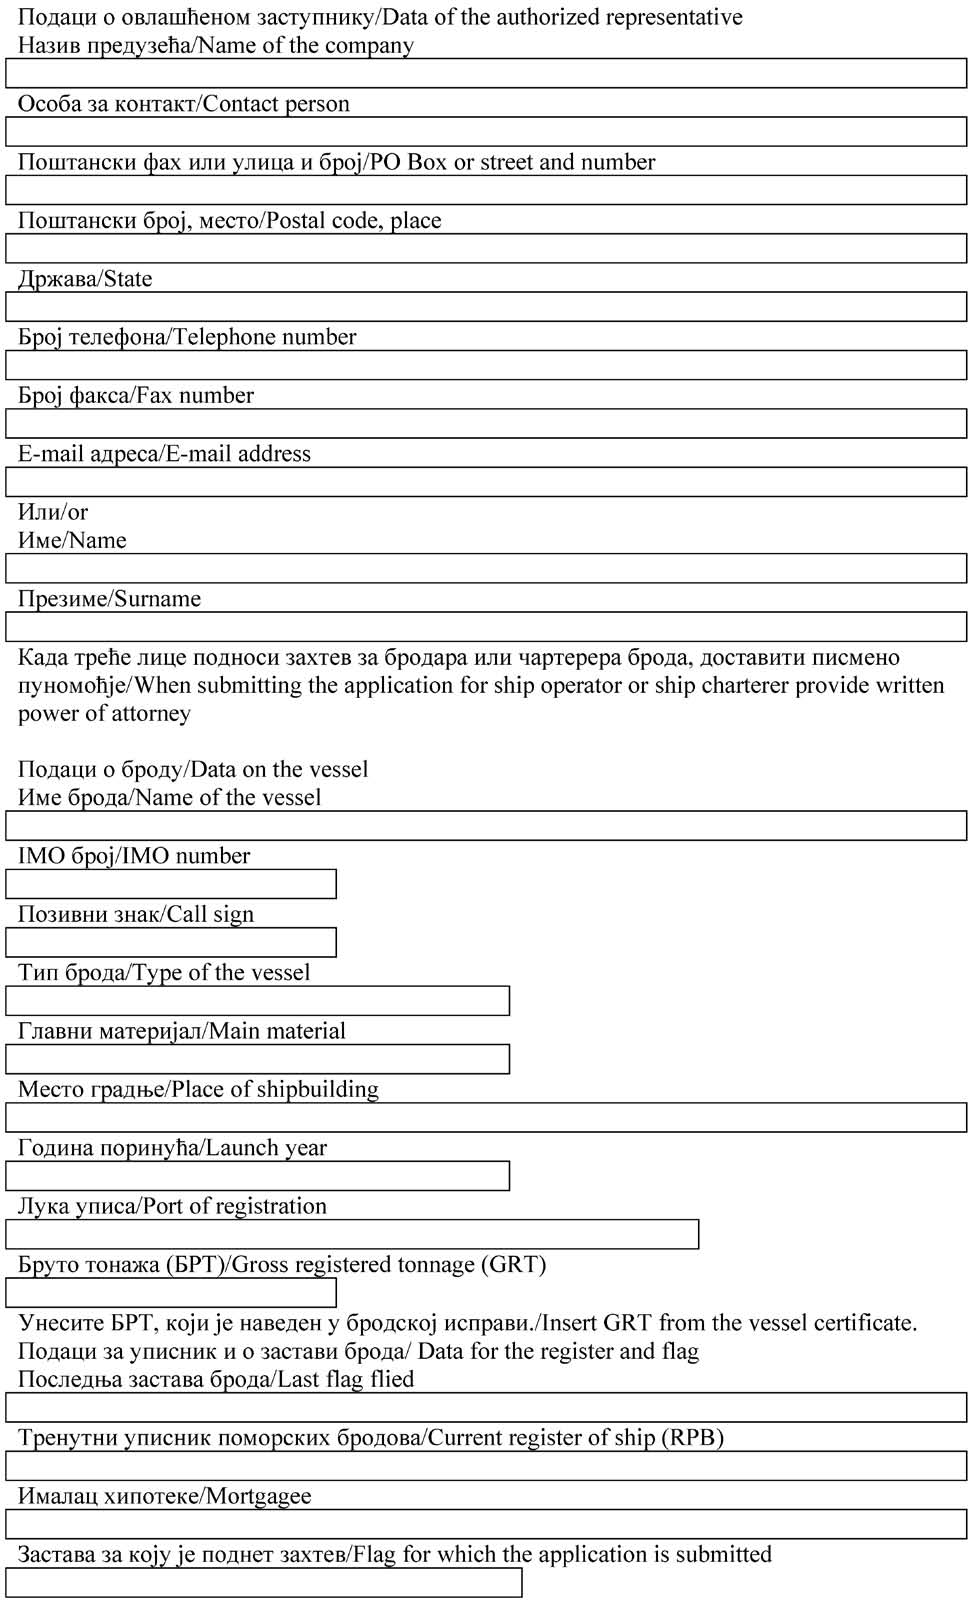 Подаци о овлашћеном заступнику/Data of the authorized representative
Назив предузећа/Name of the company
Особа за контакт/Contact person
Поштански фах или улица и број/PO Box or street and number
Поштански број, место/Postal code, place
Држава/State
Број телефона/Telephone number
Број факса/Fax number
E-mail адреса/E-mail address
Или/or
Име/Name
Презиме/Surname
Када треће лице подноси захтев за бродара или чартерера брода, доставити писмено
пуномоћје/When submitting the application for ship operator or ship charterer provide written
power of attorney
Подаци о броду/Data on the vessel
Име брода/Name of the vessel
IMO број/IMO number
Позивни знак/Call sign
Тип брода/Type of the vessel
Главни материјал/Main material
Место градње/Place of shipbuilding
Година поринућа/Launch year
Лука уписа/Port of registration
Бруто тонажа (БРТ)/Gross registered tonnage (GRT)
Унесите БРТ, који је наведен у бродској исправи./Insert GRT from the vessel certificate.
Подаци за уписник и о застави брода/ Data for the register and flag
Последња застава брода/Last flag flied
Тренутни уписник поморских бродова/Current register of ship (RPB)
Ималац хипотеке/Mortgagee
Застава за коју је поднет захтев/Flag for which the application is submitted